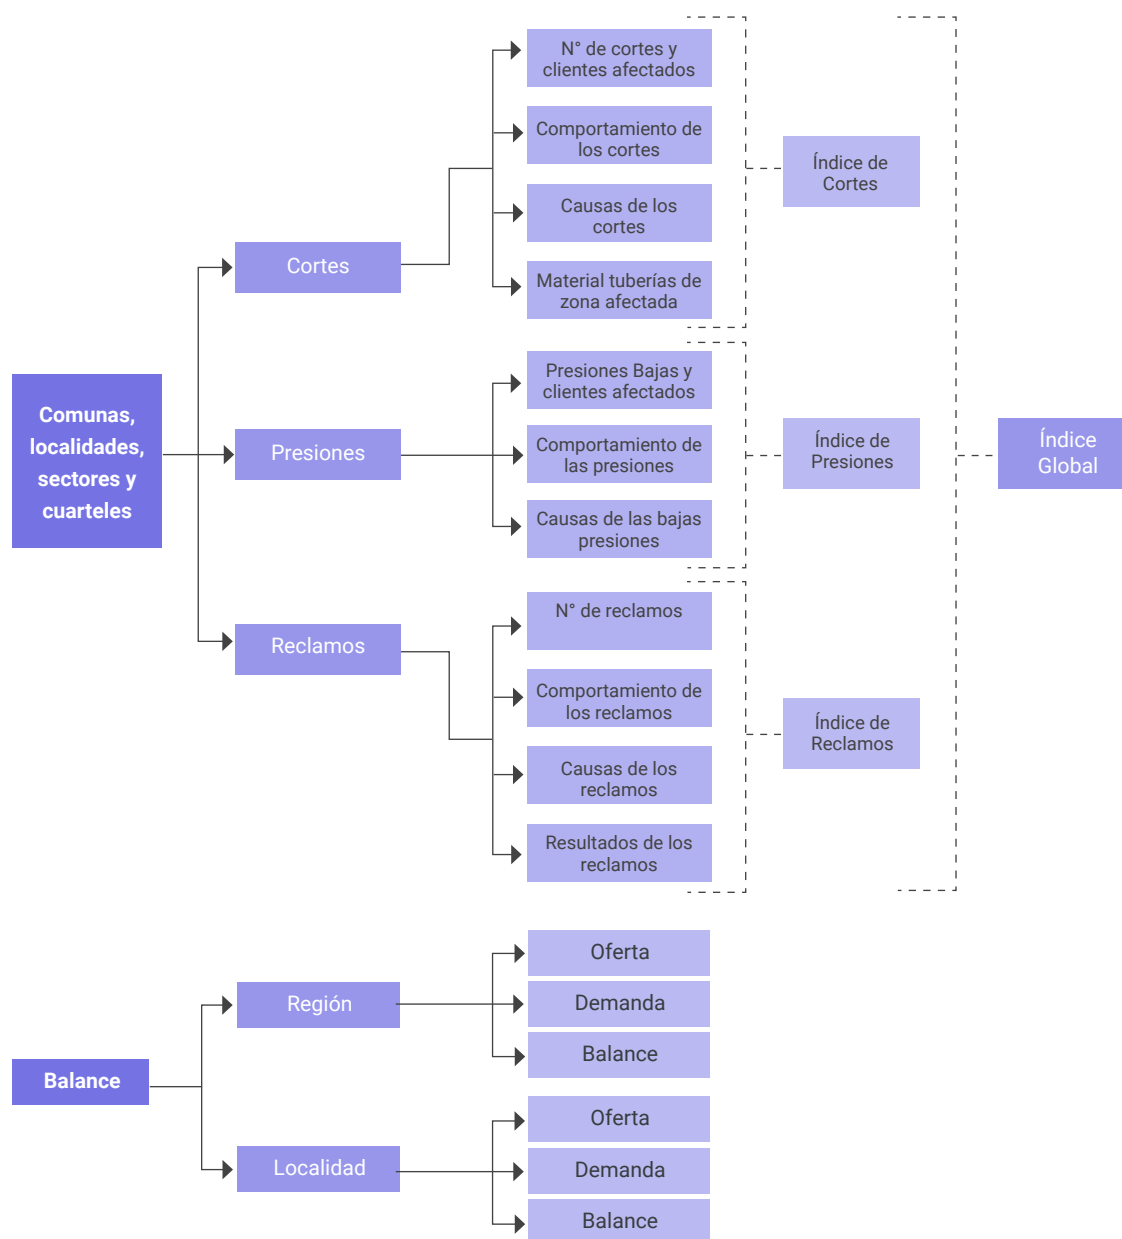 Comunas,
localidades,
sectores y
cuarteles
Cortes
N° de cortes y
clientes afectados
Comportamiento de
los cortes
Causas de los
cortes
Material tuberías de
zona afectada
Índice de
Cortes
Presiones
Presiones Bajas y
clientes afectados
Comportamiento de
las presiones
Causas de las bajas
presiones
Índice de
Presiones
Reclamos
N° de reclamos
Comportamiento de
los reclamos
Causas de los
reclamos
Resultados de los
reclamos
Índice de
Reclamos
Índice
Global
Balance
Región
Oferta
Demanda
Balance
Localidad
Oferta
Demanda
Balance